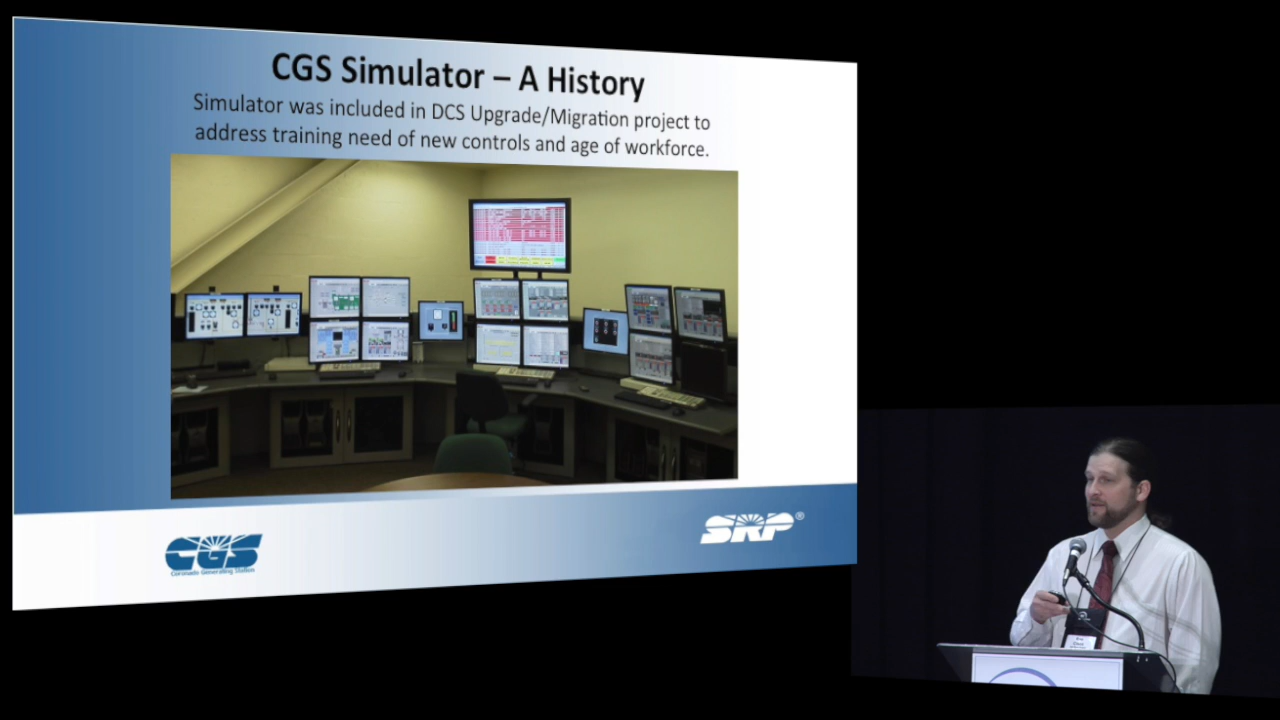 CGS Simulator – A History
Simulator was included in DCS Upgrade/Migration project to
address training need of new controls and age of workforce.
CGS
Coronado Generating Station
SRP®